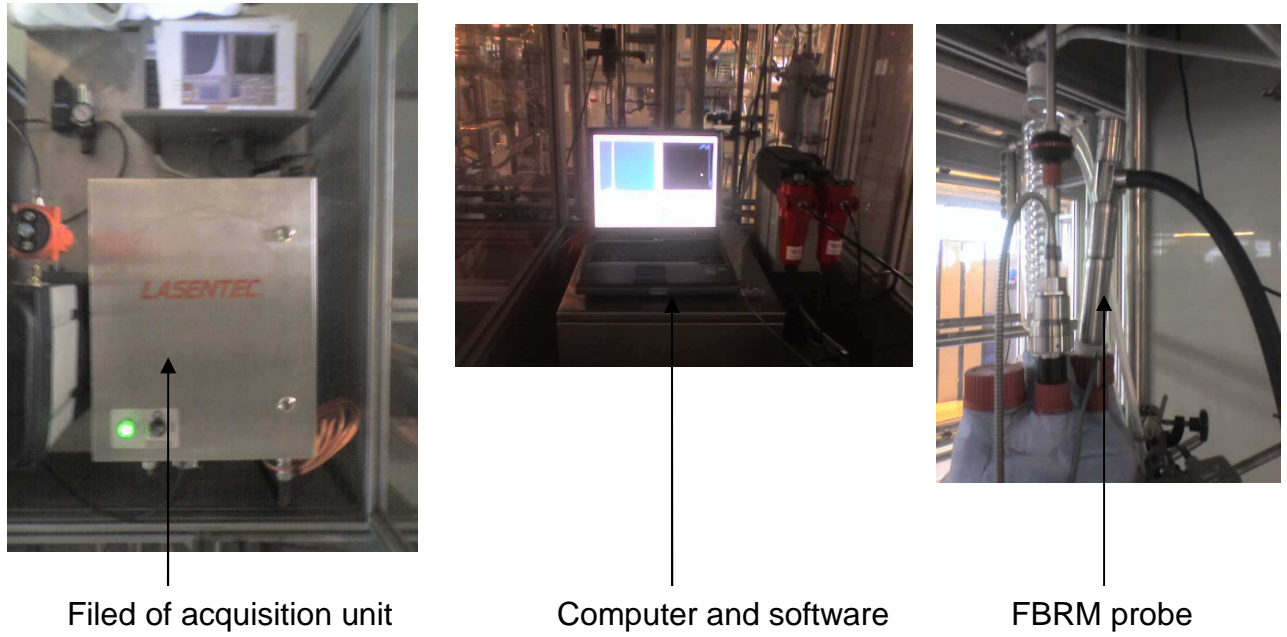 LASENTEC
Filed of acquisition unit
Computer and software
FBRM probe